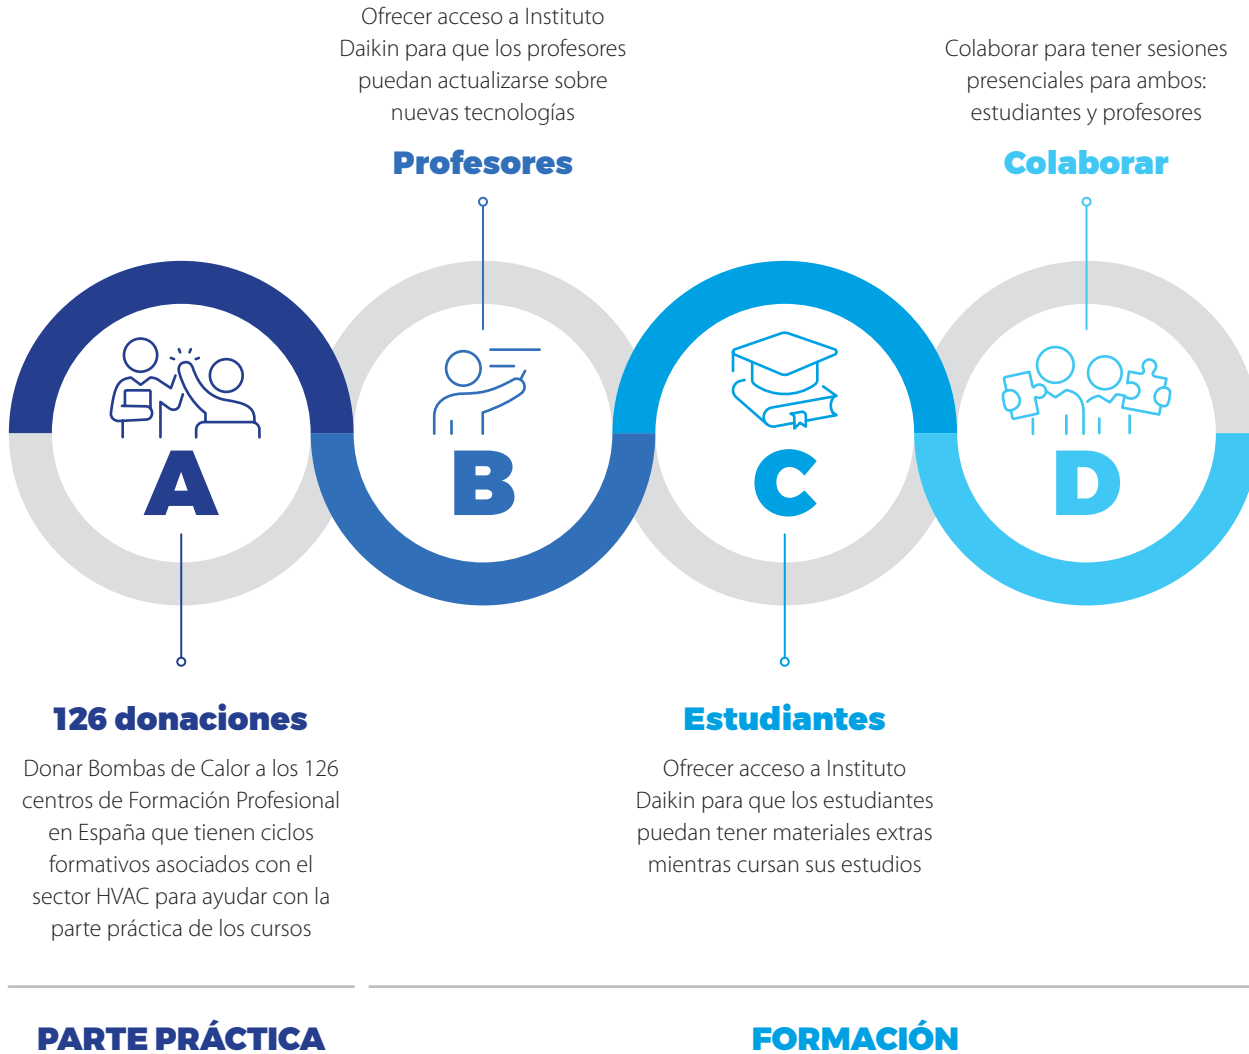 Ofrecer acceso a Instituto
Daikin para que los profesores
puedan actualizarse sobre
nuevas tecnologías
Profesores
Colaborar para tener sesiones
presenciales para ambos:
estudiantes y profesores
Colaborar
A
B
C
D
126 donaciones
Donar Bombas de Calor a los 126
centros de Formación Profesional
en España que tienen ciclos
formativos asociados con el
sector HVAC para ayudar con la
parte práctica de los cursos
Estudiantes
Ofrecer acceso a Instituto
Daikin para que los estudiantes
puedan tener materiales extras
mientras cursan sus estudios
PARTE PRÁCTICA
FORMACIÓN